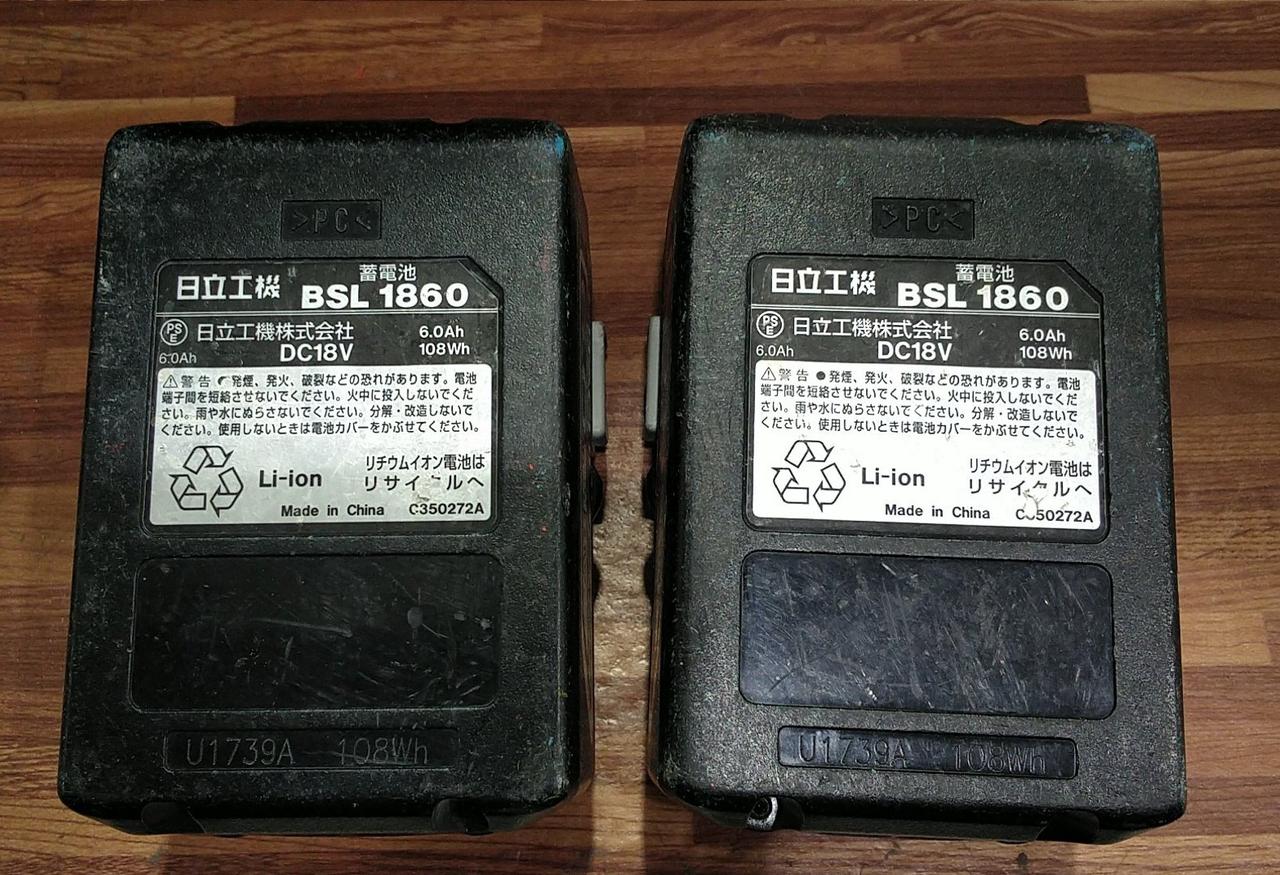 >PC<
日立工機 蓄電池
BSL 1860
PSE 日立工機株式会社 6.0Ah
6.0Ah DC18V 108Wh
⚠警告 発煙、発火、破裂などの恐れがあります。電池
端子間を短絡させないでください。火中に投入しないでくだ
さい。雨や水にぬらさないでください。分解・改造しないで
ください。使用しないときは電池カバーをかぶせてください。
Li-ion リチウムイオン電池は
リサイクルへ
Made in China C350272A
U1739A 108Wh
>PC<
日立工機 蓄電池
BSL 1860
PSE 日立工機株式会社 6.0Ah
6.0Ah DC18V 108Wh
⚠警告 ●発煙、発火、破裂などの恐れがあります。電池
端子間を短絡させないでください。火中に投入しないでくだ
さい。雨や水にぬらさないでください。分解・改造しないで
ください。使用しないときは電池カバーをかぶせてください。
Li-ion リチウムイオン電池は
リサイクルへ
Made in China C350272A
U1739A 108Wh